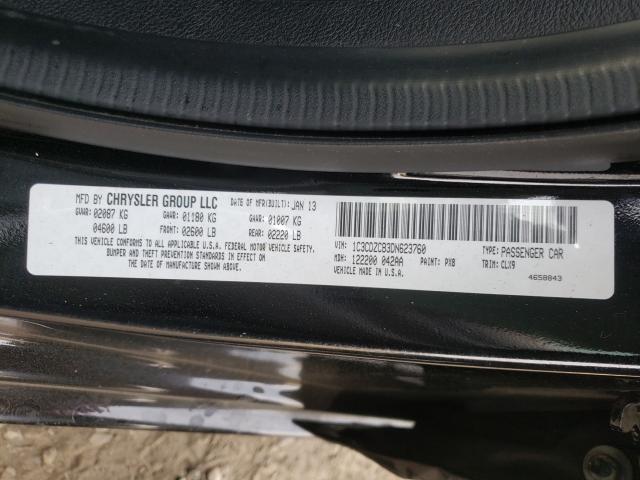 MFD BY CHRYSLER GROUP LLC DATE OF MFR(BUILT): JAN 13
GVWR: 02087 KG GAWR: 01180 KG GAWR: 01007 KG
04600 LB FRONT: 02600 LB REAR: 02220 LB
THIS VEHICLE CONFORMS TO ALL APPLICABLE U.S.A. FEDERAL MOTOR VEHICLE SAFETY,
BUMPER AND THEFT PREVENTION STANDARDS IN EFFECT ON
THE DATE OF MANUFACTURE SHOWN ABOVE.
VIN: 1C3CDZCB3DN623760 TYPE: PASSENGER CAR
MDH: 122200 042AA PAINT: PX8 TRIM: CLX9
VEHICLE MADE IN U.S.A. 4658843